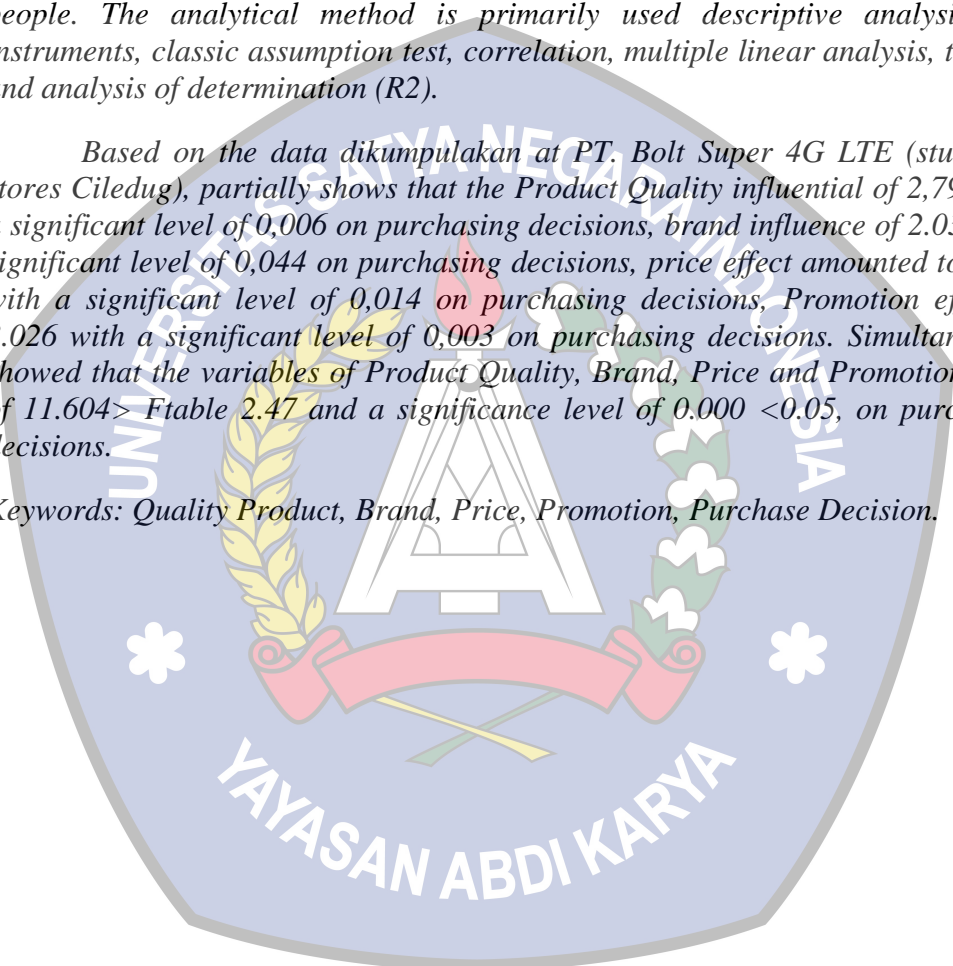 people. The analytical method is primarily used descriptive analysi
instruments, classic assumption test, correlation, multiple linear analysis, t
and analysis of determination (R2).
Based on the data dikumpulakan at PT. Bolt Super 4G LTE (stu
stores Ciledug), partially shows that the Product Quality influential of 2,79
significant level of 0,006 on purchasing decisions, brand influence of 2.03
significant level of 0,044 on purchasing decisions, price effect amounted to
with a significant level of 0,014 on purchasing decisions, Promotion ef
.026 with a significant level of 0,003 on purchasing decisions. Simultan
showed that the variables of Product Quality, Brand, Price and Promotion
of 11.604> Ftable 2.47 and a significance level of 0.000 <0.05, on purc
decisions.
Keywords: Quality Product, Brand, Price, Promotion, Purchase Decision.
UNIVERSITAS SATYA NEGARA INDONESIA
YAYASAN ABDI KARYA